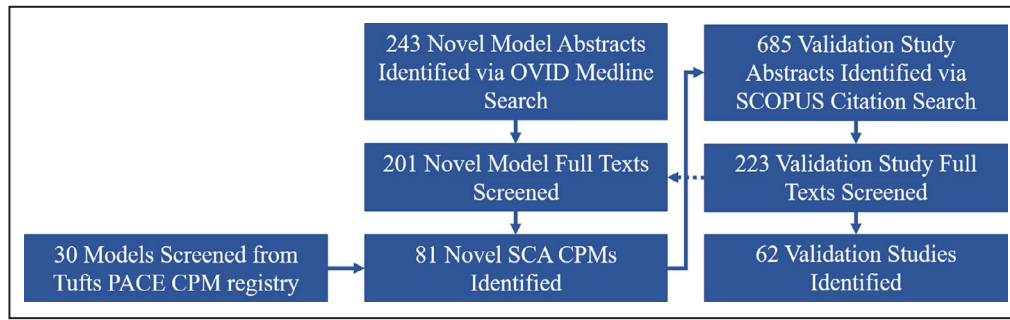 243 Novel Model Abstracts
Identified via OVID Medline
Search
201 Novel Model Full Texts
Screened
30 Models Screened from
Tufts PACE CPM registry
81 Novel SCA CPMs
Identified
685 Validation Study
Abstracts Identified via
SCOPUS Citation Search
223 Validation Study Full
Texts Screened
62 Validation Studies
Identified